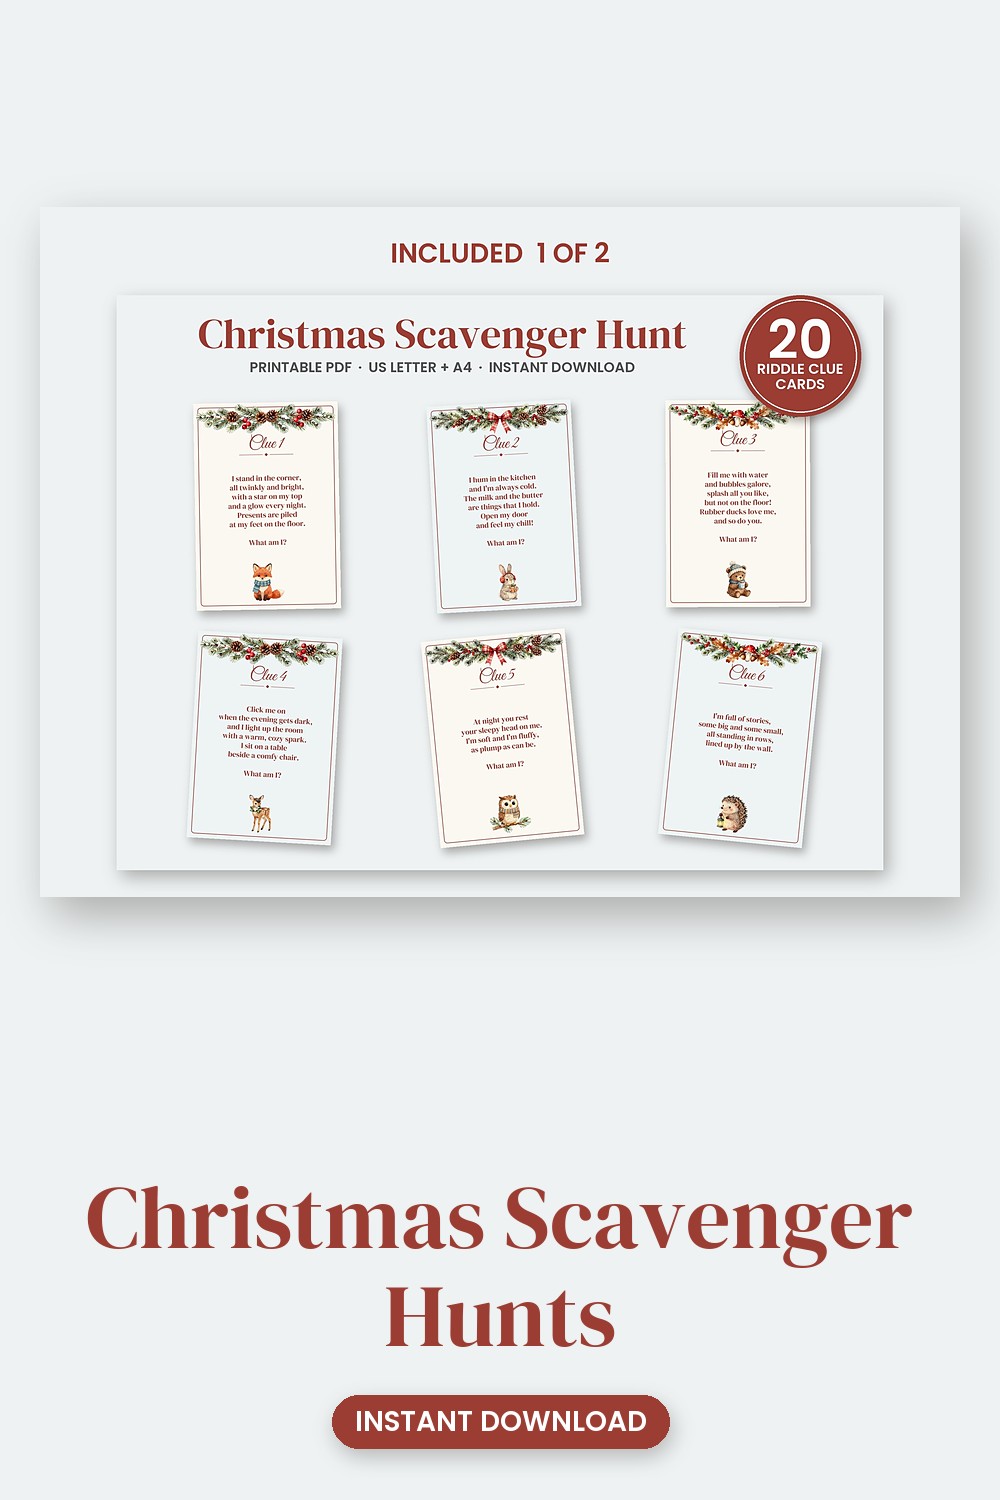 INCLUDED 1 OF 2
Christmas Scavenger Hunt
PRINTABLE PDF · US LETTER + A4 · INSTANT DOWNLOAD
20
RIDDLE CLUE
CARDS
Clue 1
I stand in the corner,
all twinkly and bright,
with a star on my top
and a glow every night.
Presents are piled
at my feet on the floor.
What am I?
Clue 2
I hum in the kitchen
and I'm always cold.
The milk and the butter
are things that I hold.
Open my door
and feel my chill!
What am I?
Clue 3
Fill me with water
and bubbles galore,
splash all you like,
but not on the floor!
Rubber ducks love me,
and so do you.
What am I?
Clue 4
Click me on
when the evening gets dark,
and I light up the room
with a warm, cozy spark.
I sit on a table
beside a comfy chair.
What am I?
Clue 5
At night you rest
your sleepy head on me.
I'm soft and I'm fluffy,
as plump as can be.
What am I?
Clue 6
I'm full of stories,
some big and some small,
all standing in rows,
lined up by the wall.
What am I?
Christmas Scavenger
Hunts
INSTANT DOWNLOAD